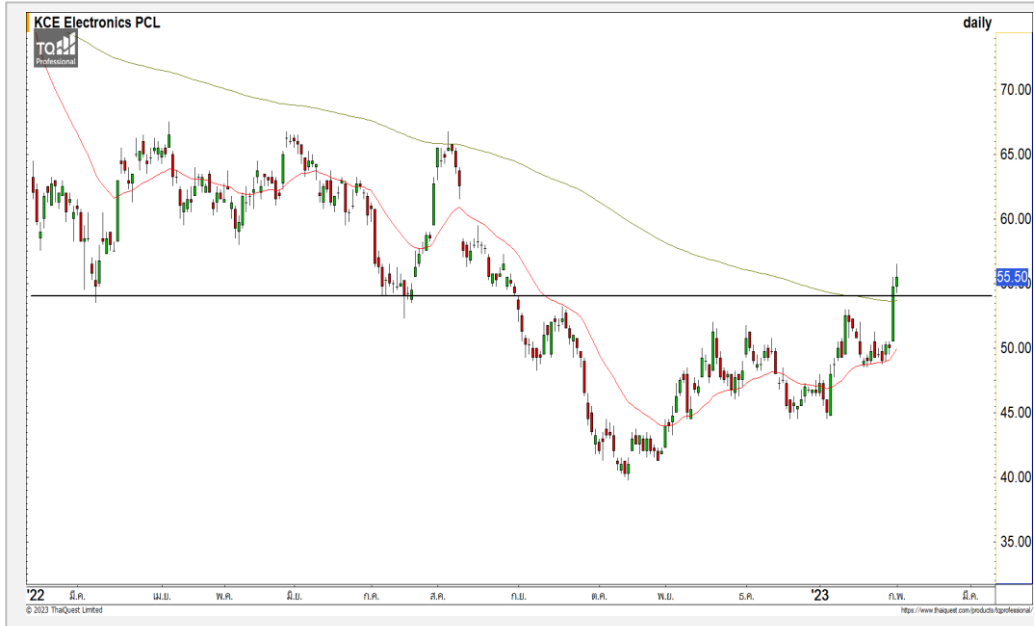 KCE Electronics PCL daily
TQ
Professional
70.00
65.00
60.00
55.50
50.00
45.00
40.00
35.00
'22 มี.ค. เม.ย. พ.ค. มิ.ย. ก.ค. ส.ค. ก.ย. ต.ค. พ.ย. ธ.ค. '23 ก.พ. มี.ค.
© 2023 ThaiQuest Limited https://www.thaiquest.com/products/tqprofessional/